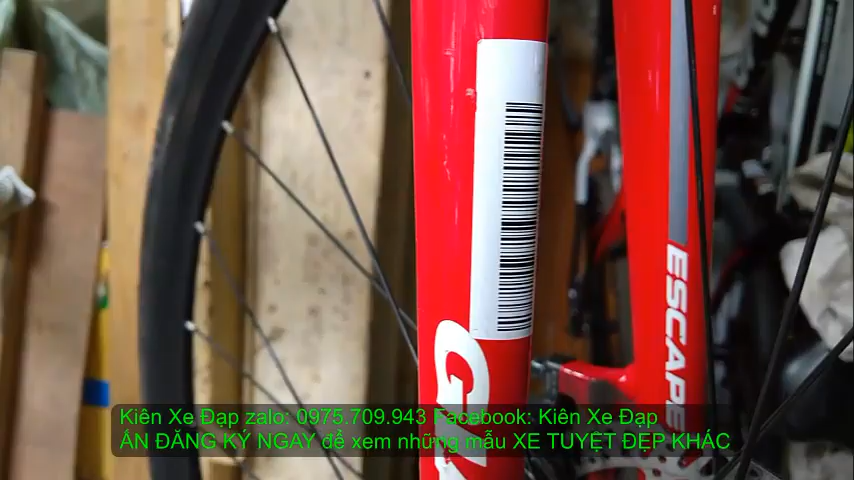 GI
ESCAPE
Kiên Xe Đạp zalo: 0975.709.943 Facebook: Kiên Xe Đạp
ẤN ĐĂNG KÝ NGAY để xem những mẫu XE TUYỆT ĐẸP KHÁC